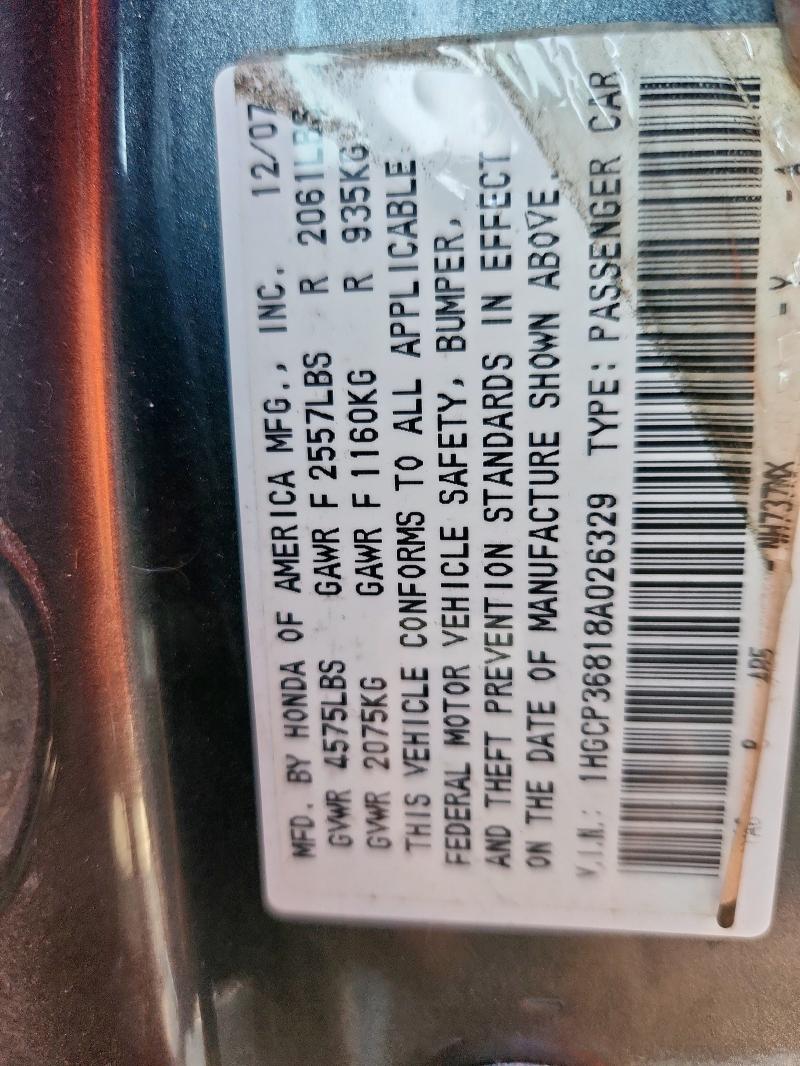 MFD. BY HONDA OF AMERICA MFG., INC. 12/07
GVWR 4575LBS GAWR F 2557LBS R 2061LBS
GVWR 2075KG GAWR F 1160KG R 935KG
THIS VEHICLE CONFORMS TO ALL APPLICABLE
FEDERAL MOTOR VEHICLE SAFETY, BUMPER,
AND THEFT PREVENTION STANDARDS IN EFFECT
ON THE DATE OF MANUFACTURE SHOWN ABOVE.
V.I.N.: 1HGCP36818A026329 TYPE: PASSENGER CAR
NH737MX